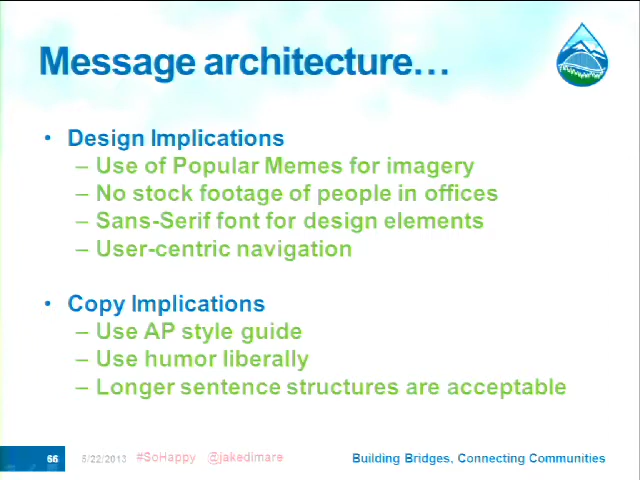 Message architecture…
• Design Implications
– Use of Popular Memes for imagery
– No stock footage of people in offices
– Sans-Serif font for design elements
– User-centric navigation
• Copy Implications
– Use AP style guide
– Use humor liberally
– Longer sentence structures are acceptable
66 5/22/2013 #SoHappy @jakedimare Building Bridges, Connecting Communities